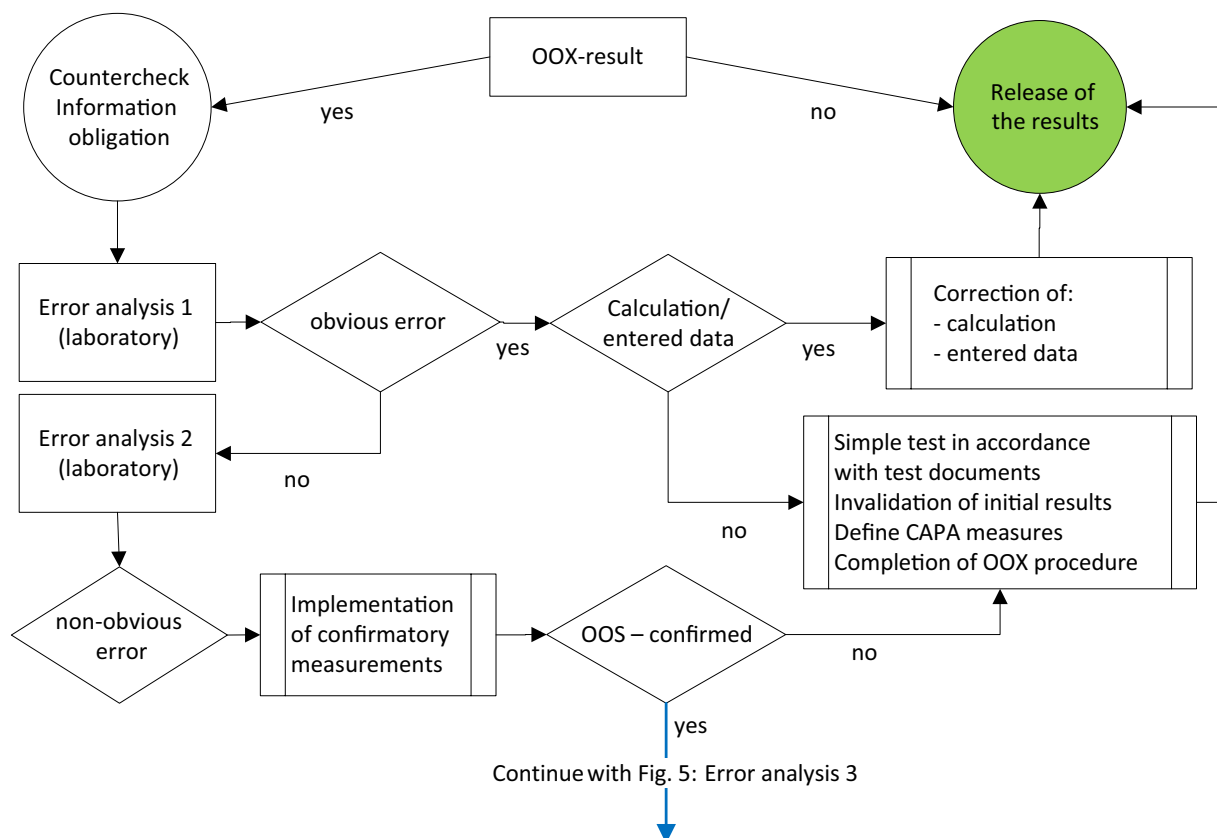 OOX-result
Countercheck
Information
obligation
yes
no
Release of
the results
Error analysis 1
(laboratory)
obvious error
yes
Calculation/
entered data
yes
Correction of:
- calculation
- entered data
Error analysis 2
(laboratory)
no
no
Simple test in accordance
with test documents
Invalidation of initial results
Define CAPA measures
Completion of OOX procedure
non-obvious
error
Implementation
of confirmatory
measurements
OOS – confirmed
no
yes
Continue with Fig. 5: Error analysis 3